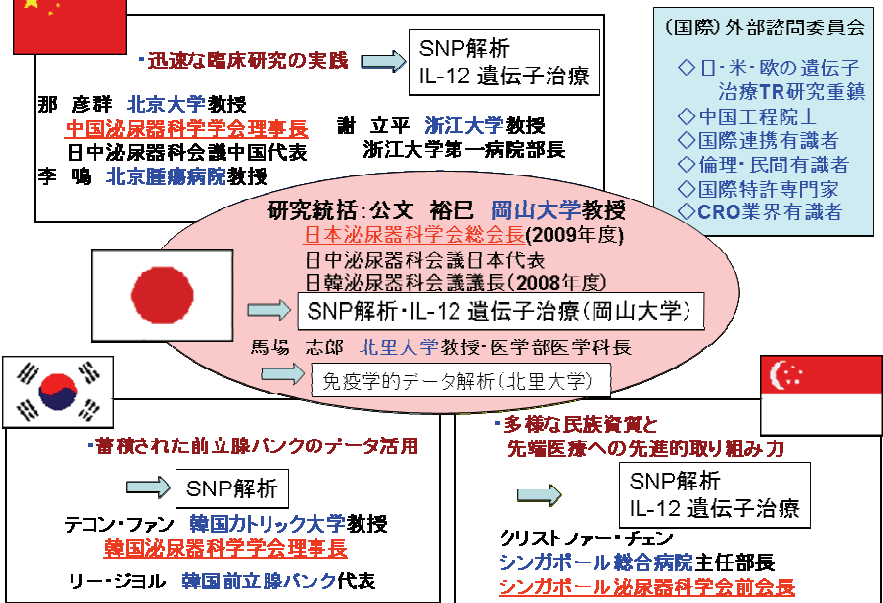 ・迅速な臨床研究の実践
SNP解析
IL-12 遺伝子治療
那 彦群 北京大学教授
中国泌尿器科学学会理事長
日中泌尿器科会議中国代表
李 鳴 北京腫瘍病院教授
謝 立平 浙江大学教授
浙江大学第一病院部長
(国際)外部諮問委員会
◇日・米・欧の遺伝子
治療TR研究重鎮
◇中国工程院
◇国際連携有識者
◇倫理・民間有識者
◇国際特許専門家
◇CRO業界有識者
研究統括:公文 裕巳 岡山大学教授
日本泌尿器科学会総会長(2009年度)
日中泌尿器科会議日本代表
日韓泌尿器科会議議長(2008年度)
SNP解析・IL-12 遺伝子治療(岡山大学)
馬場 志郎 北里大学教授・医学部医学科長
免疫学的データ解析(北里大学)
・蓄積された前立腺バンクのデータ活用
SNP解析
テコン・ファン 韓国カトリック大学教授
韓国泌尿器科学学会理事長
リー・ジョル 韓国前立腺バンク代表
・多様な民族資質と
先端医療への先進的取り組み力
SNP解析
IL-12 遺伝子治療
クリストファー・チェン
シンガポール総合病院主任部長
シンガポール泌尿器科学会前会長